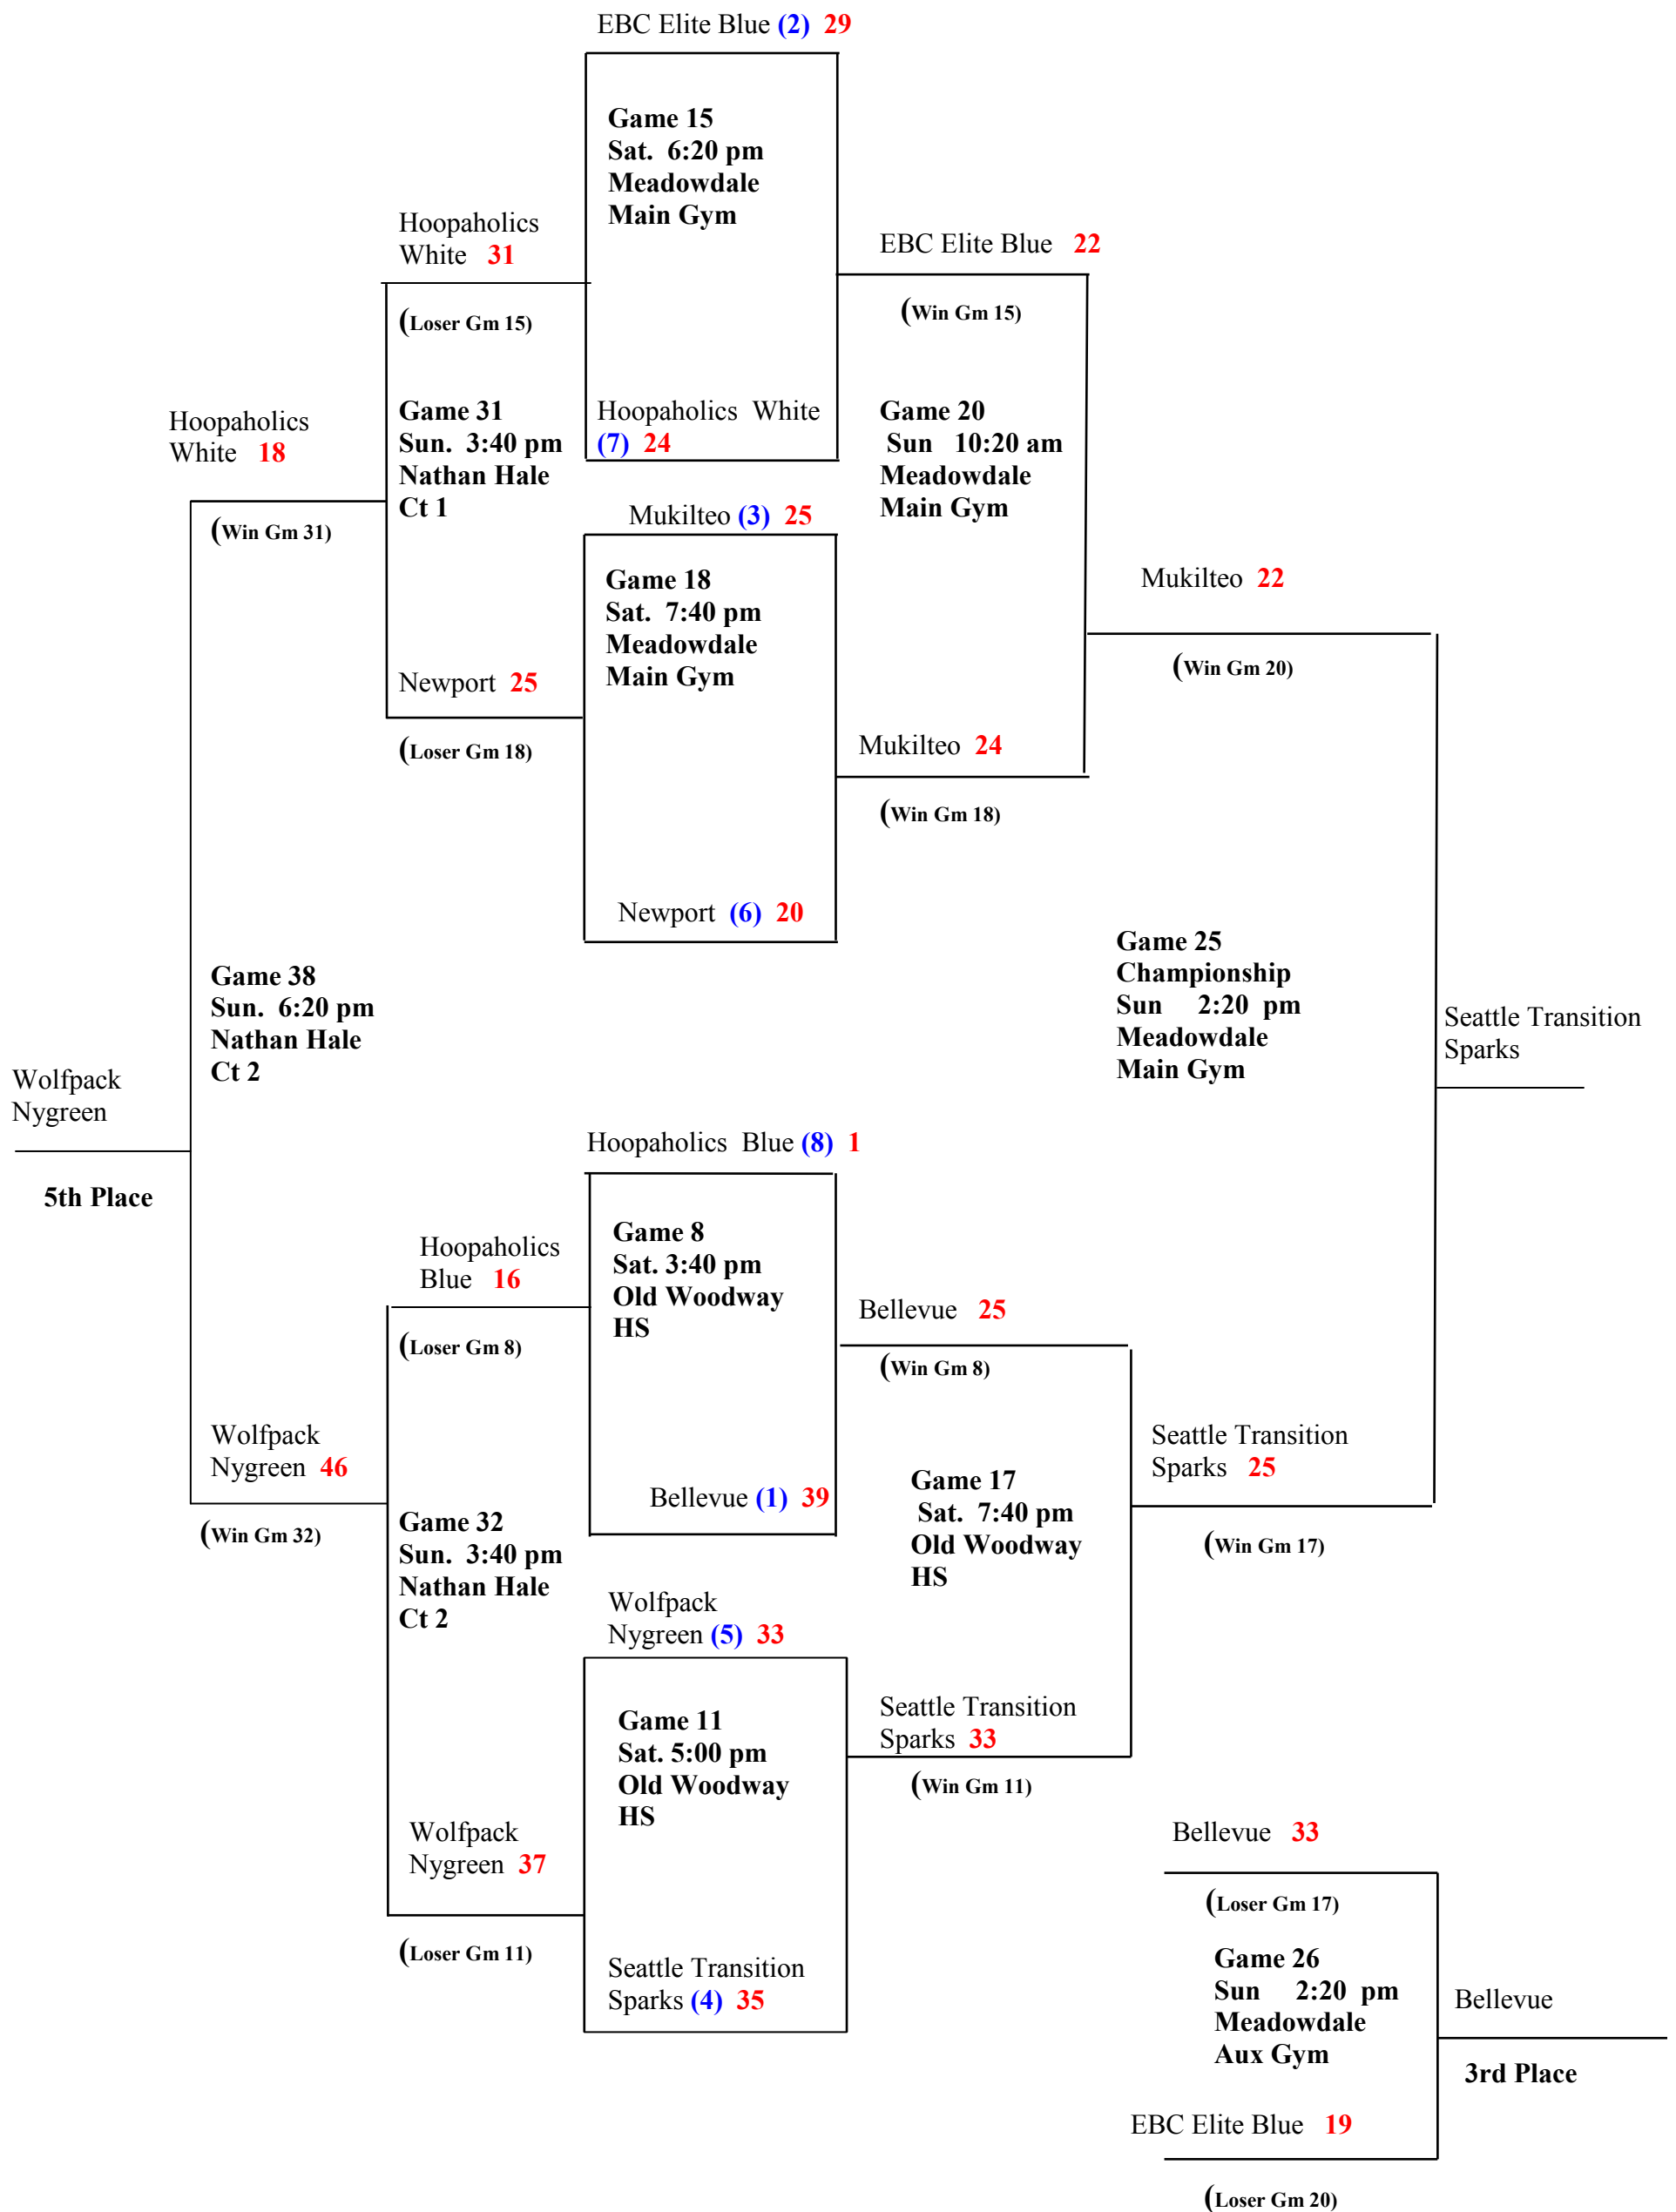 EBC Elite Blue (2) 29
Game 15
Sat. 6:20 pm
Meadowdale
Main Gym
Hoopaholics
White 31
EBC Elite Blue 22
(Loser Gm 15)
(Win Gm 15)
Hoopaholics
White 18
Game 31
Sun. 3:40 pm
Nathan Hale
Ct 1
Hoopaholics White
(7) 24
Game 20
Sun 10:20 am
Meadowdale
Main Gym
(Win Gm 31)
Mukilteo (3) 25
Game 18
Sat. 7:40 pm
Meadowdale
Main Gym
Mukilteo 22
(Win Gm 20)
Newport 25
(Loser Gm 18)
Mukilteo 24
(Win Gm 18)
Newport (6) 20
Game 38
Sun. 6:20 pm
Nathan Hale
Ct 2
Game 25
Championship
Sun 2:20 pm
Meadowdale
Main Gym
Seattle Transition
Sparks
Wolfpack
Nygreen
5th Place
Hoopaholics Blue (8) 1
Game 8
Sat. 3:40 pm
Old Woodway
HS
Hoopaholics
Blue 16
(Loser Gm 8)
Bellevue 25
(Win Gm 8)
Wolfpack
Nygreen 46
(Win Gm 32)
Bellevue (1) 39
Game 17
Sat. 7:40 pm
Old Woodway
HS
Seattle Transition
Sparks 25
(Win Gm 17)
Game 32
Sun. 3:40 pm
Nathan Hale
Ct 2
Wolfpack
Nygreen (5) 33
Game 11
Sat. 5:00 pm
Old Woodway
HS
Seattle Transition
Sparks 33
(Win Gm 11)
Wolfpack
Nygreen 37
(Loser Gm 11)
Seattle Transition
Sparks (4) 35
Bellevue 33
(Loser Gm 17)
Game 26
Sun 2:20 pm
Meadowdale
Aux Gym
Bellevue
3rd Place
EBC Elite Blue 19
(Loser Gm 20)